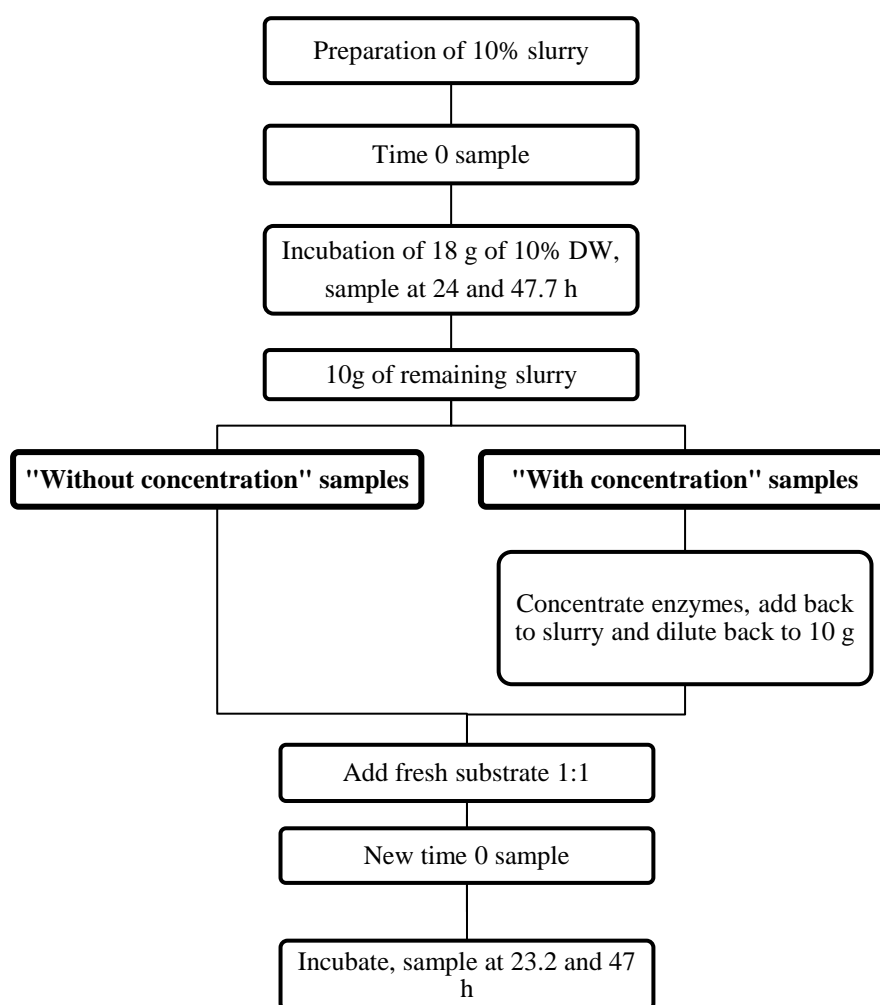 Preparation of 10% slurry
Time 0 sample
Incubation of 18 g of 10% DW,
sample at 24 and 47.7 h
10g of remaining slurry
"Without concentration" samples
"With concentration" samples
Concentrate enzymes, add back
to slurry and dilute back to 10 g
Add fresh substrate 1:1
New time 0 sample
Incubate, sample at 23.2 and 47
h